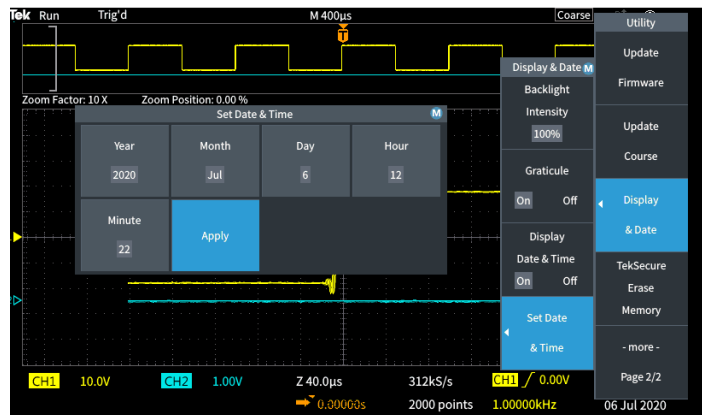 Tek Run Trig'd M 400µs Coarse
T
Zoom Factor: 10 X Zoom Position: 0.00 %
Set Date & Time M
Year Month Day Hour
2020 Jul 6 12
Minute
22
Apply
Display & Date M
Backlight
Intensity
100%
Graticule
On Off
Display
Date & Time
On Off
Set Date
& Time
Utility
Update
Firmware
Update
Course
Display
& Date
TekSecure
Erase
Memory
- more -
Page 2/2
CH1 10.0V CH2 1.00V Z 40.0µs 312kS/s CH1 0.00V
0.00000s 2000 points 1.00000kHz 06 Jul 2020